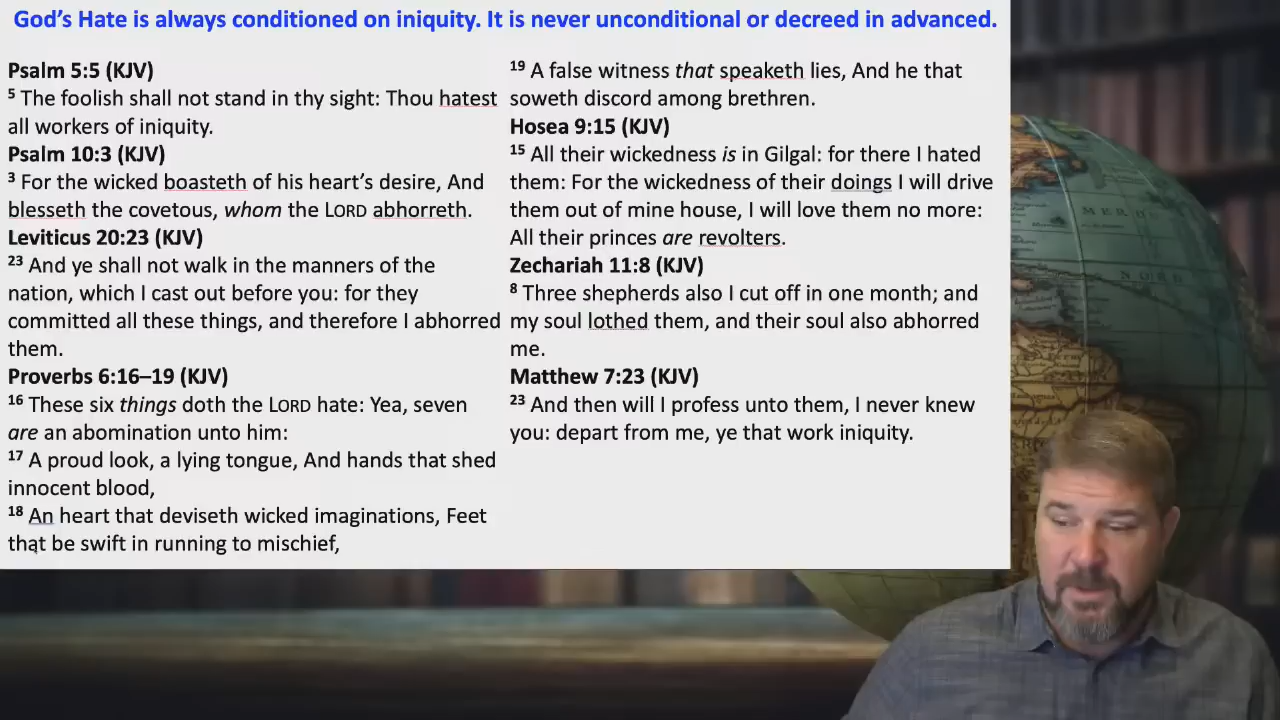 God’s Hate is always conditioned on iniquity. It is never unconditional or decreed in advanced.
Psalm 5:5 (KJV)
5 The foolish shall not stand in thy sight: Thou hatest
all workers of iniquity.
Psalm 10:3 (KJV)
3 For the wicked boasteth of his heart’s desire, And
blesseth the covetous, whom the LORD abhorreth.
Leviticus 20:23 (KJV)
23 And ye shall not walk in the manners of the
nation, which I cast out before you: for they
committed all these things, and therefore I abhorred
them.
Proverbs 6:16–19 (KJV)
16 These six things doth the LORD hate: Yea, seven
are an abomination unto him:
17 A proud look, a lying tongue, And hands that shed
innocent blood,
18 An heart that deviseth wicked imaginations, Feet
that be swift in running to mischief,
19 A false witness that speaketh lies, And he that
soweth discord among brethren.
Hosea 9:15 (KJV)
15 All their wickedness is in Gilgal: for there I hated
them: For the wickedness of their doings I will drive
them out of mine house, I will love them no more:
All their princes are revolters.
Zechariah 11:8 (KJV)
8 Three shepherds also I cut off in one month; and
my soul lothed them, and their soul also abhorred
me.
Matthew 7:23 (KJV)
23 And then will I profess unto them, I never knew
you: depart from me, ye that work iniquity.
MER
NORD